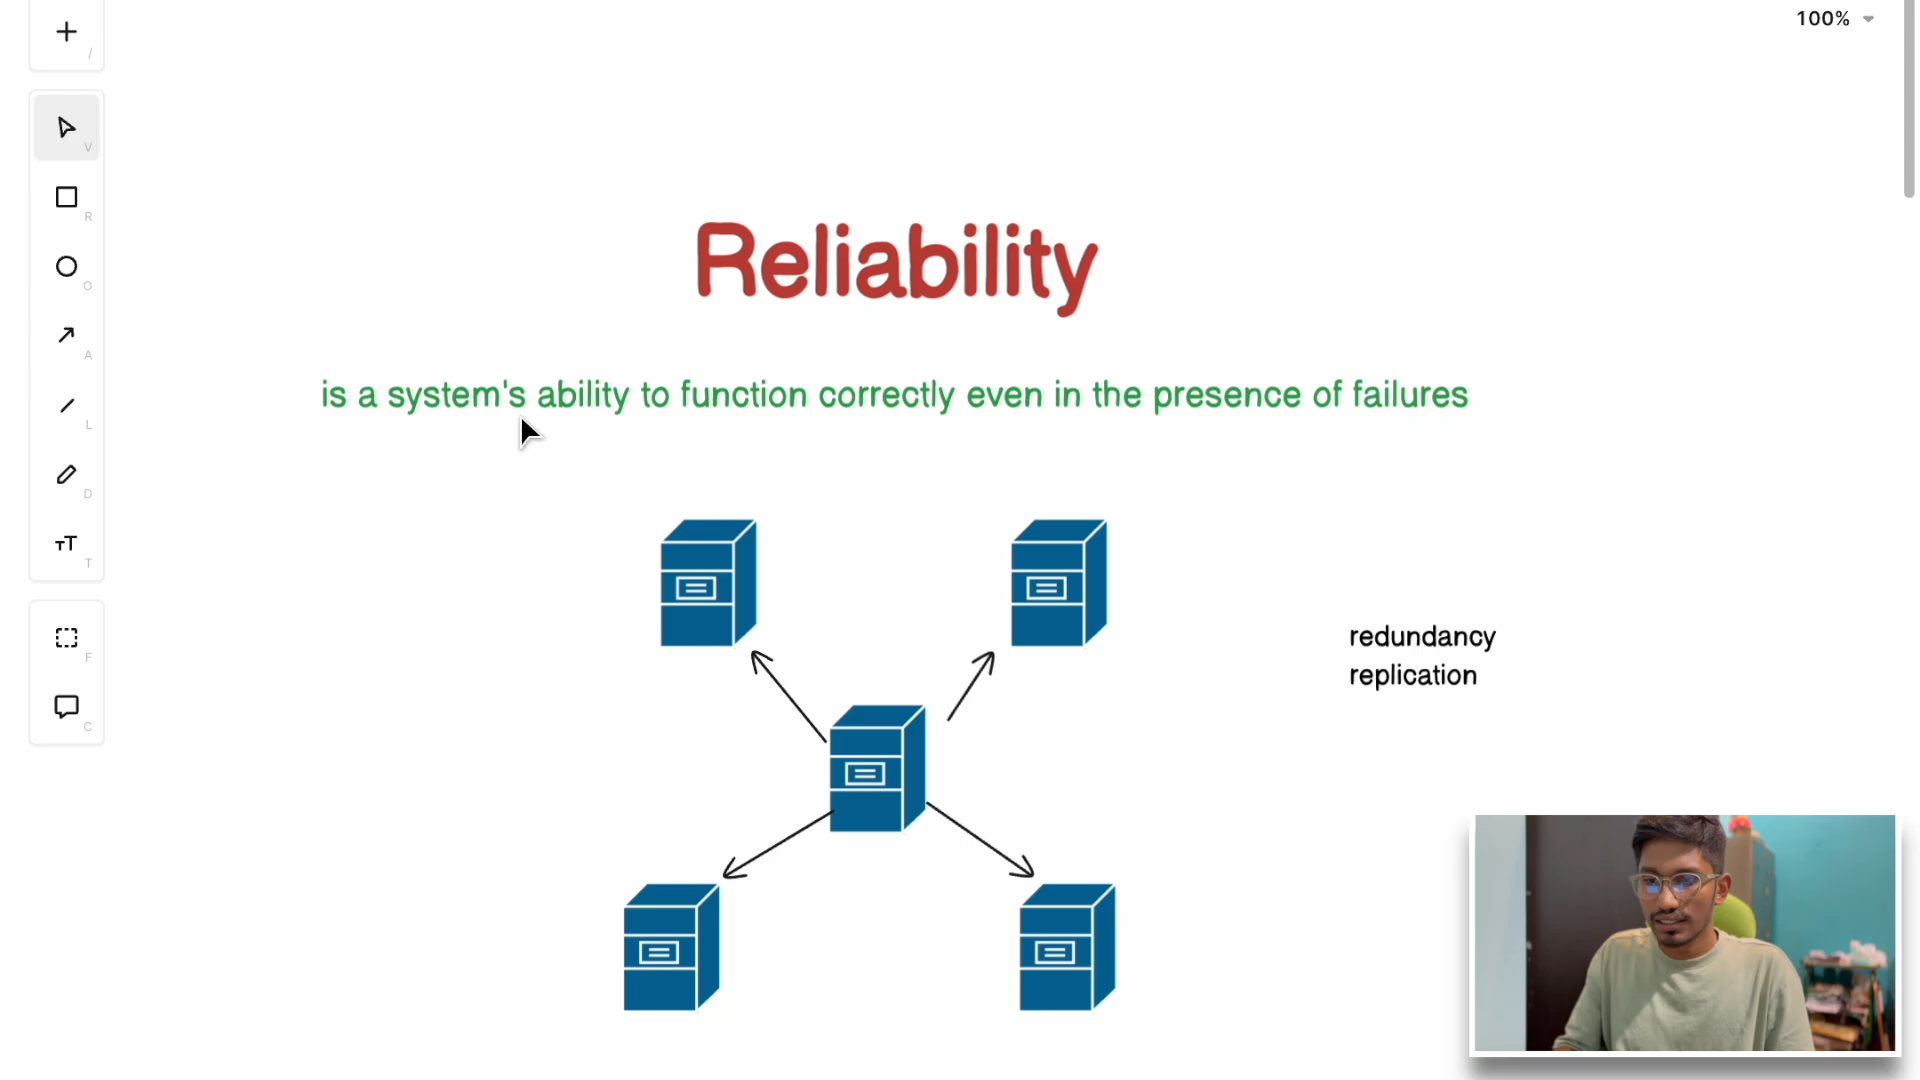 100%
/
V
R
O
A
L
D
T
T
F
C
Reliability
is a system's ability to function correctly even in the presence of failures
redundancy
replication